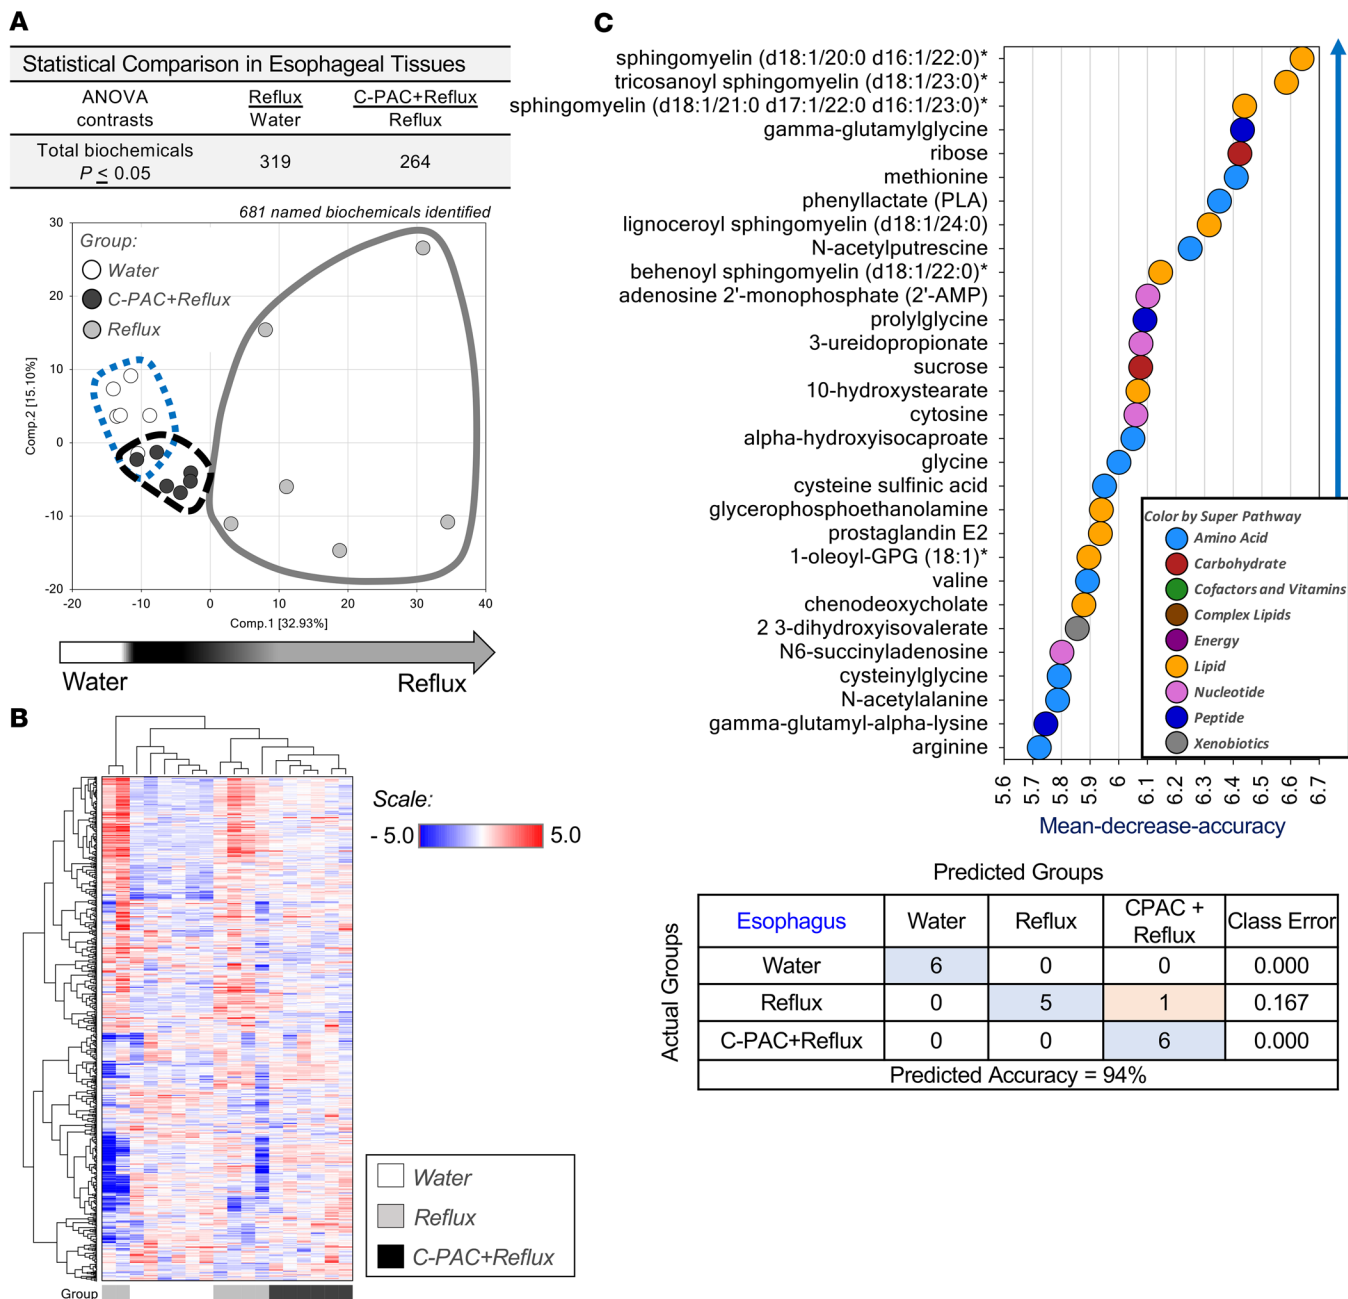 A
Statistical Comparison in Esophageal Tissues
ANOVA contrasts
Reflux
Water
C-PAC+Reflux
Reflux
Total biochemicals
P ≤ 0.05
319
264
681 named biochemicals identified
Group:
Water
C-PAC+Reflux
Reflux
30
20
10
0
-10
-20
Comp.2 [15.10%]
-20
-10
0
10
20
30
40
Comp.1 [32.93%]
Water
Reflux
B
Scale:
- 5.0
5.0
Water
Reflux
C-PAC+Reflux
Group
C
sphingomyelin (d18:1/20:0 d16:1/22:0)*
tricosanoyl sphingomyelin (d18:1/23:0)*
sphingomyelin (d18:1/21:0 d17:1/22:0 d16:1/23:0)*
gamma-glutamylglycine
ribose
methionine
phenyllactate (PLA)
lignoceroyl sphingomyelin (d18:1/24:0)
N-acetylputrescine
behenoyl sphingomyelin (d18:1/22:0)*
adenosine 2'-monophosphate (2'-AMP)
prolylglycine
3-ureidopropionate
sucrose
10-hydroxystearate
cytosine
alpha-hydroxyisocaproate
glycine
cysteine sulfinic acid
glycerophosphoethanolamine
prostaglandin E2
1-oleoyl-GPG (18:1)*
valine
chenodeoxycholate
2 3-dihydroxyisovalerate
N6-succinyladenosine
cysteinylglycine
N-acetylalanine
gamma-glutamyl-alpha-lysine
arginine
Color by Super Pathway
Amino Acid
Carbohydrate
Cofactors and Vitamins
Complex Lipids
Energy
Lipid
Nucleotide
Peptide
Xenobiotics
5.6
5.7
5.8
5.9
6
6.1
6.2
6.3
6.4
6.5
6.6
6.7
Mean-decrease-accuracy
Predicted Groups
Actual Groups
Esophagus
Water
Reflux
CPAC +
Reflux
Class Error
Water
6
0
0
0.000
Reflux
0
5
1
0.167
C-PAC+Reflux
0
0
6
0.000
Predicted Accuracy = 94%